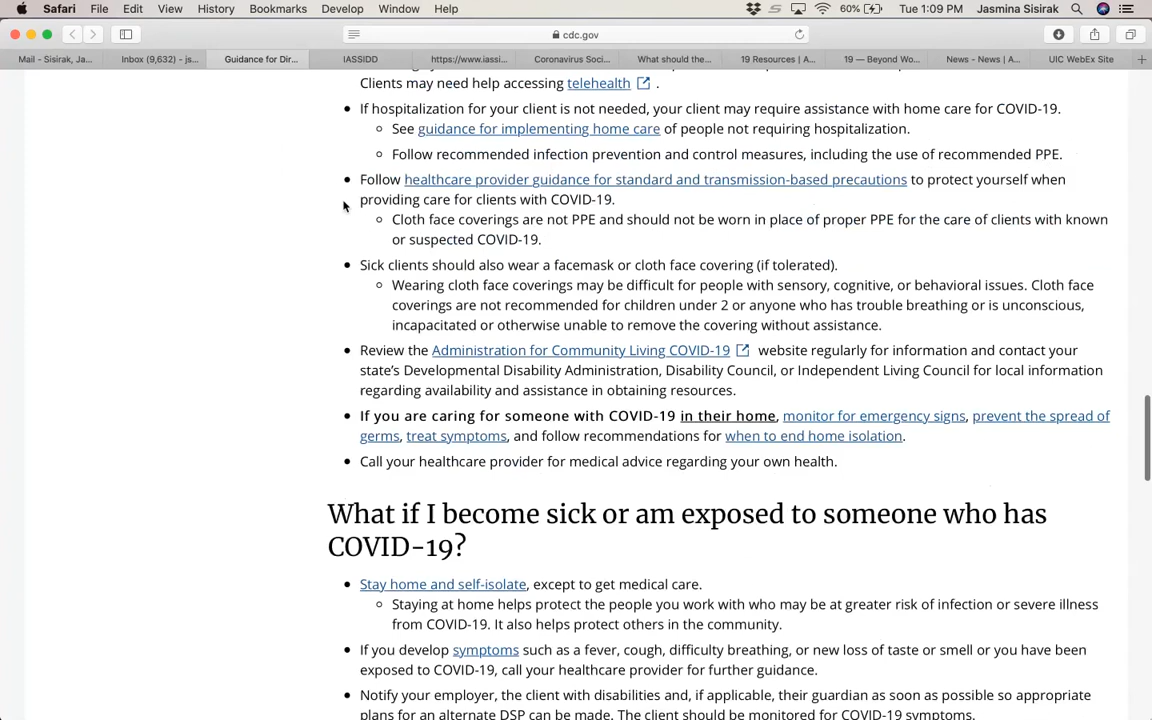 Safari File Edit View History Bookmarks Develop Window Help 60% Tue 1:09 PM Jasmina Sisirak
cdc.gov
Mail - Sisirak, Ja... Inbox (9,632) - js... Guidance for Dir... IASSIDD https://www.iassi... Coronavirus Soci... What should the... 19 Resources | A... 19 — Beyond Wo... News - News | A... UIC WebEx Site
Clients may need help accessing telehealth .
If hospitalization for your client is not needed, your client may require assistance with home care for COVID-19.
See guidance for implementing home care of people not requiring hospitalization.
Follow recommended infection prevention and control measures, including the use of recommended PPE.
Follow healthcare provider guidance for standard and transmission-based precautions to protect yourself when
providing care for clients with COVID-19.
Cloth face coverings are not PPE and should not be worn in place of proper PPE for the care of clients with known
or suspected COVID-19.
Sick clients should also wear a facemask or cloth face covering (if tolerated).
Wearing cloth face coverings may be difficult for people with sensory, cognitive, or behavioral issues. Cloth face
coverings are not recommended for children under 2 or anyone who has trouble breathing or is unconscious,
incapacitated or otherwise unable to remove the covering without assistance.
Review the Administration for Community Living COVID-19 website regularly for information and contact your
state's Developmental Disability Administration, Disability Council, or Independent Living Council for local information
regarding availability and assistance in obtaining resources.
If you are caring for someone with COVID-19 in their home, monitor for emergency signs, prevent the spread of
germs, treat symptoms, and follow recommendations for when to end home isolation.
Call your healthcare provider for medical advice regarding your own health.
What if I become sick or am exposed to someone who has
COVID-19?
Stay home and self-isolate, except to get medical care.
Staying at home helps protect the people you work with who may be at greater risk of infection or severe illness
from COVID-19. It also helps protect others in the community.
If you develop symptoms such as a fever, cough, difficulty breathing, or new loss of taste or smell or you have been
exposed to COVID-19, call your healthcare provider for further guidance.
Notify your employer, the client with disabilities and, if applicable, their guardian as soon as possible so appropriate
plans for an alternate DSP can be made. The client should be monitored for COVID-19 symptoms.